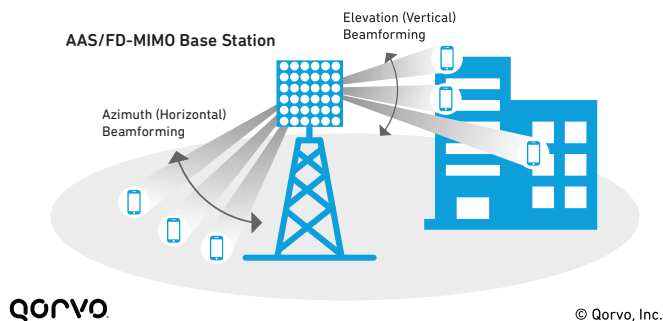 Elevation (Vertical)
Beamforming
AAS/FD-MIMO Base Station
Azimuth (Horizontal)
Beamforming
QORVO
© Qorvo, Inc.